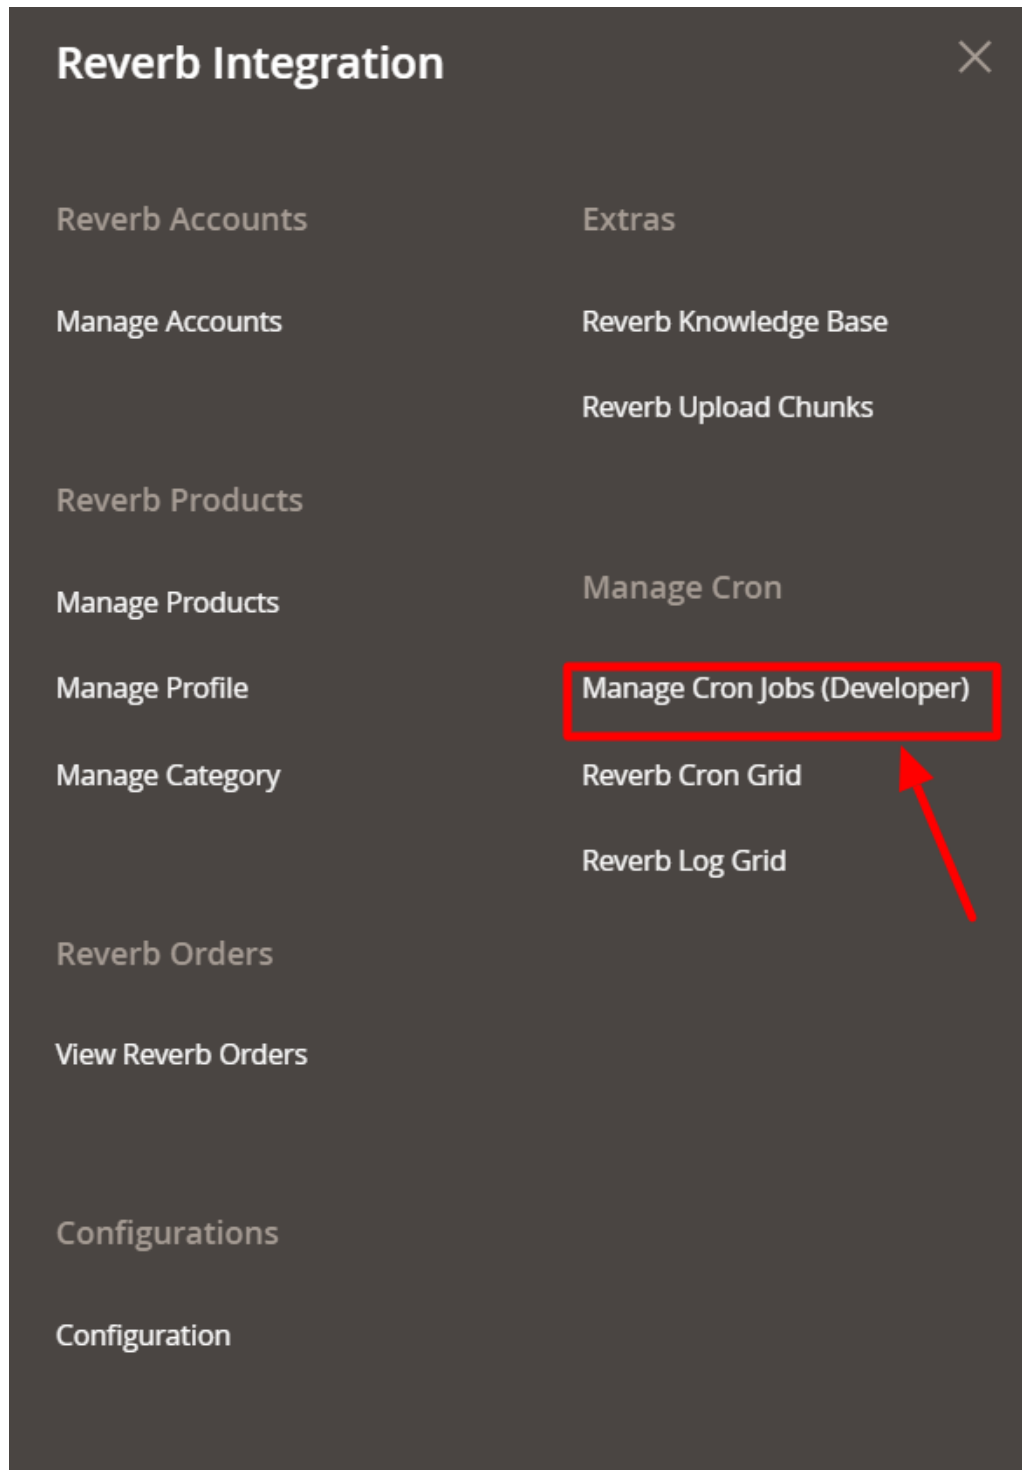 Reverb Integration
Reverb Accounts
Manage Accounts
Reverb Products
Manage Products
Manage Profile
Manage Category
Reverb Orders
View Reverb Orders
Configurations
Configuration
Extras
Reverb Knowledge Base
Reverb Upload Chunks
Manage Cron
Manage Cron Jobs (Developer)
Reverb Cron Grid
Reverb Log Grid